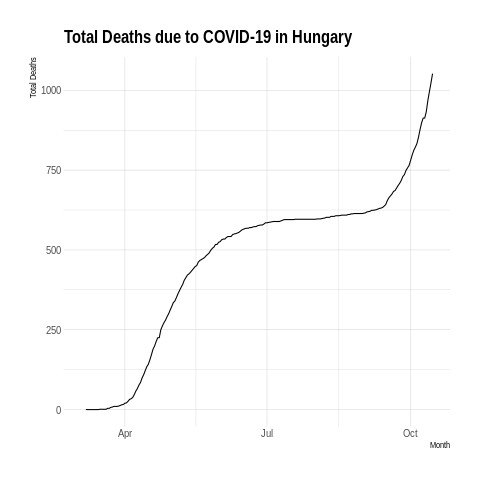 Total Deaths due to COVID-19 in Hungary
Total Deaths
1000
750
500
250
0
Apr
Jul
Oct
Month